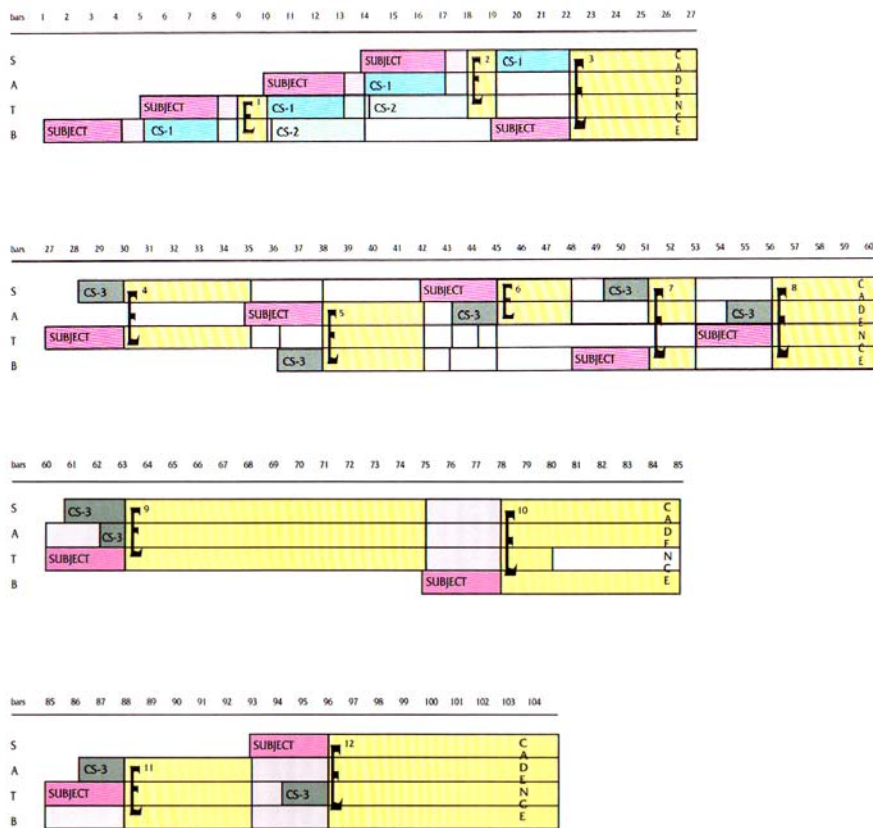 bars 1 2 3 4 5 6 7 8 9 10 11 12 13 14 15 16 17 18 19 20 21 22 23 24 25 26 27
S SUBJECT E 2 CS-1 E 3 CADENCE
A SUBJECT CS-1
T SUBJECT E 1 CS-1 CS-2
B SUBJECT CS-1 CS-2 SUBJECT
bars 27 28 29 30 31 32 33 34 35 36 37 38 39 40 41 42 43 44 45 46 47 48 49 50 51 52 53 54 55 56 57 58 59 60
S CS-3 E 4 SUBJECT E 6 CS-3 E 7 E 8 CADENCE
A SUBJECT E 5 CS-3 CS-3
T SUBJECT SUBJECT
B CS-3 SUBJECT
bars 60 61 62 63 64 65 66 67 68 69 70 71 72 73 74 75 76 77 78 79 80 81 82 83 84 85
S CS-3 E 9 E 10 CADENCE
A CS-3
T SUBJECT
B SUBJECT
bars 85 86 87 88 89 90 91 92 93 94 95 96 97 98 99 100 101 102 103 104
S SUBJECT E 12 CADENCE
A CS-3 E 11
T SUBJECT CS-3
B